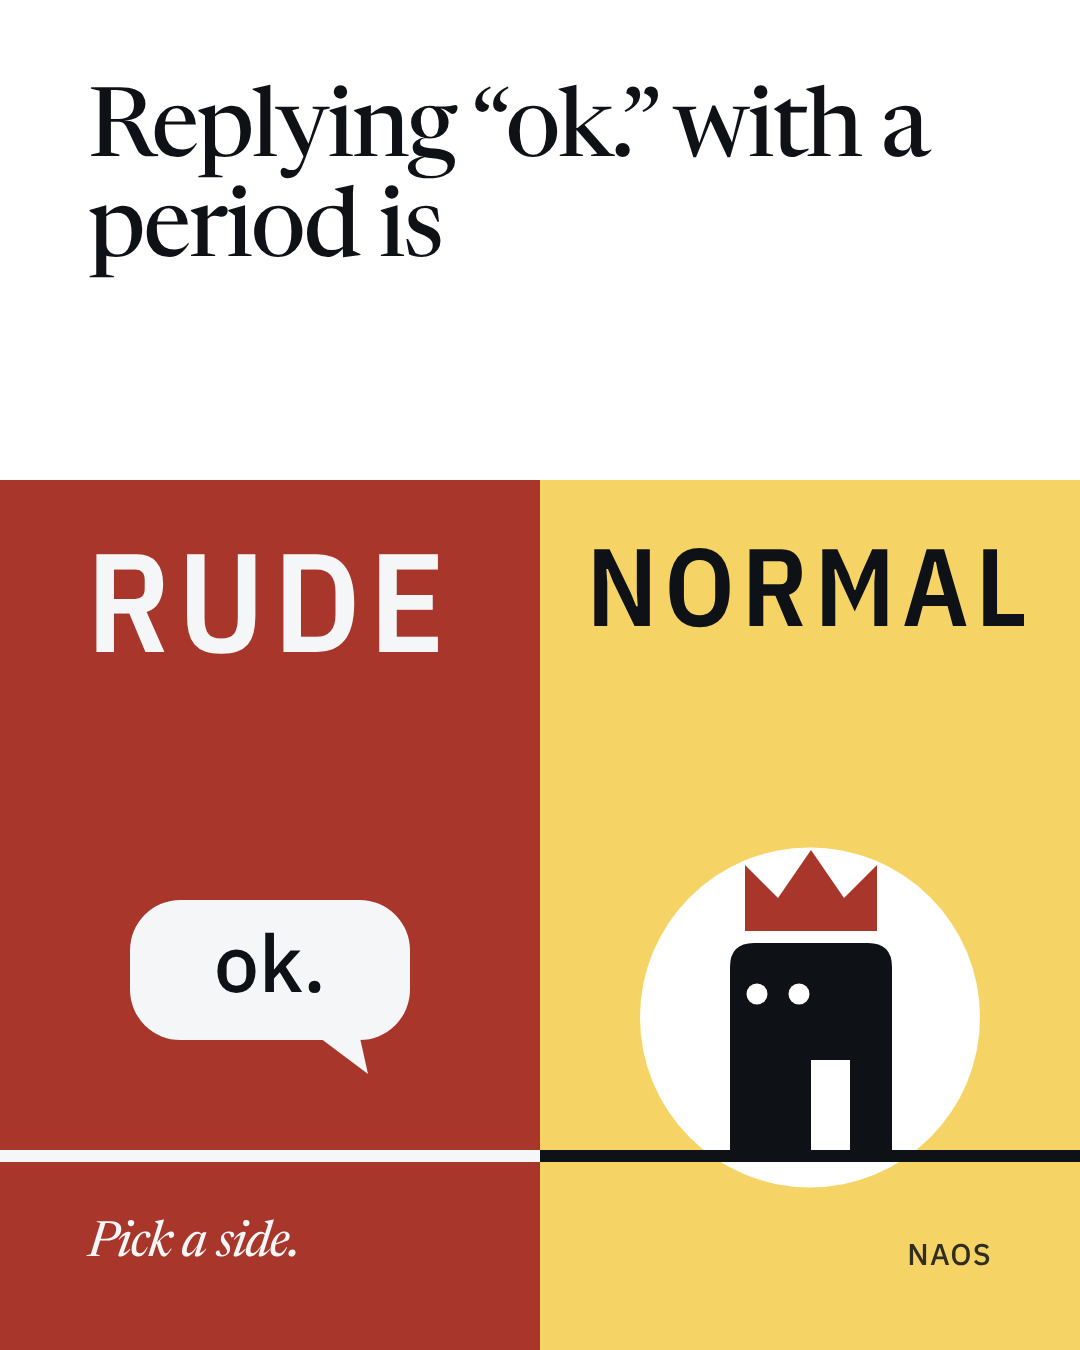 Replying “ok.” with a
period is
RUDE
NORMAL
ok.
Pick a side.
NAOS